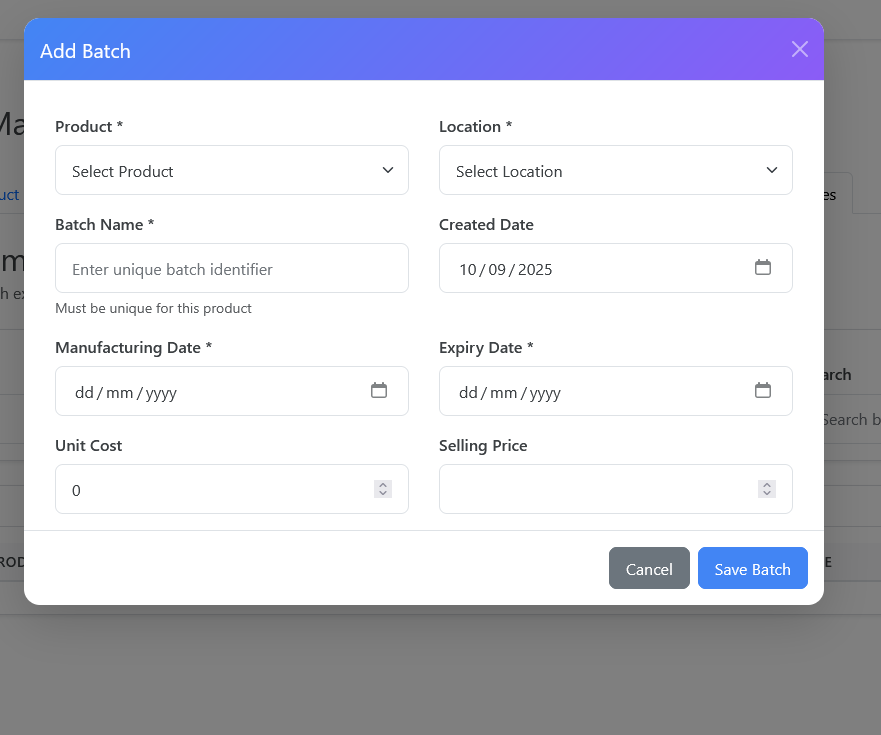 Add Batch
Product *
Location *
Select Product
Select Location
Batch Name *
Created Date
Enter unique batch identifier
10/09/2025
Must be unique for this product
Manufacturing Date *
Expiry Date *
dd/mm/yyyy
dd/mm/yyyy
Unit Cost
Selling Price
0
Cancel
Save Batch